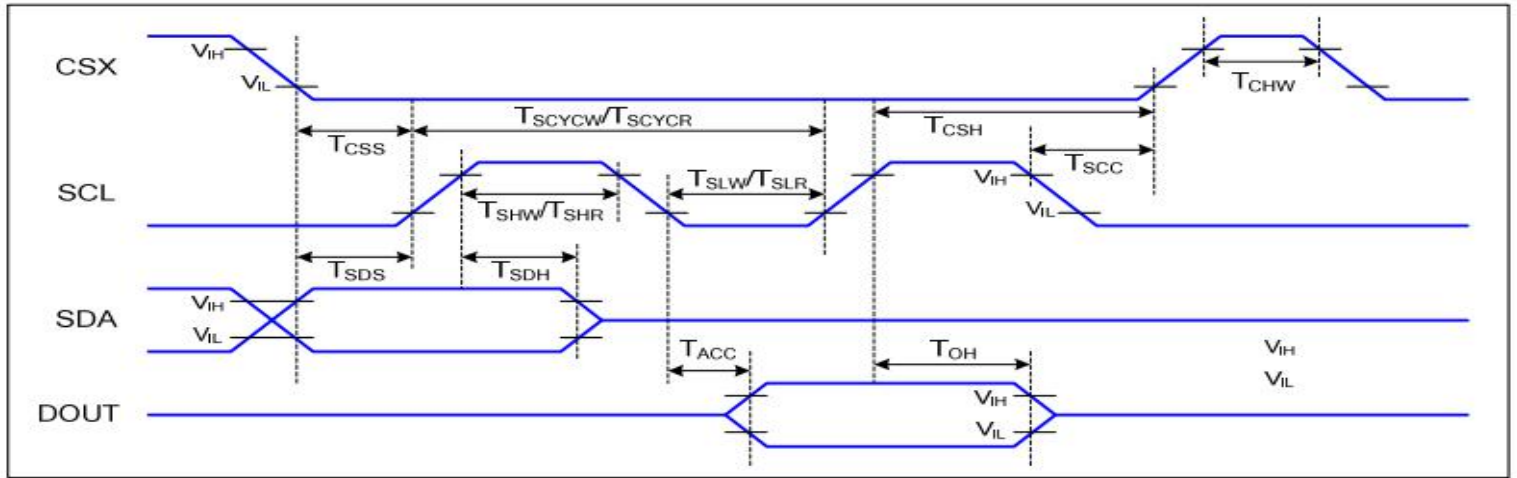 CSX
VIH
VIL
TCHW
TSCYCW/TSCYCR
TCSS
TCSH
TSCC
SCL
TSHW/TSHR
TSLW/TSLR
VIH
VIL
TSDS
TSDH
SDA
VIH
VIL
TACC
TOH
VIH
VIL
DOUT
VIH
VIL